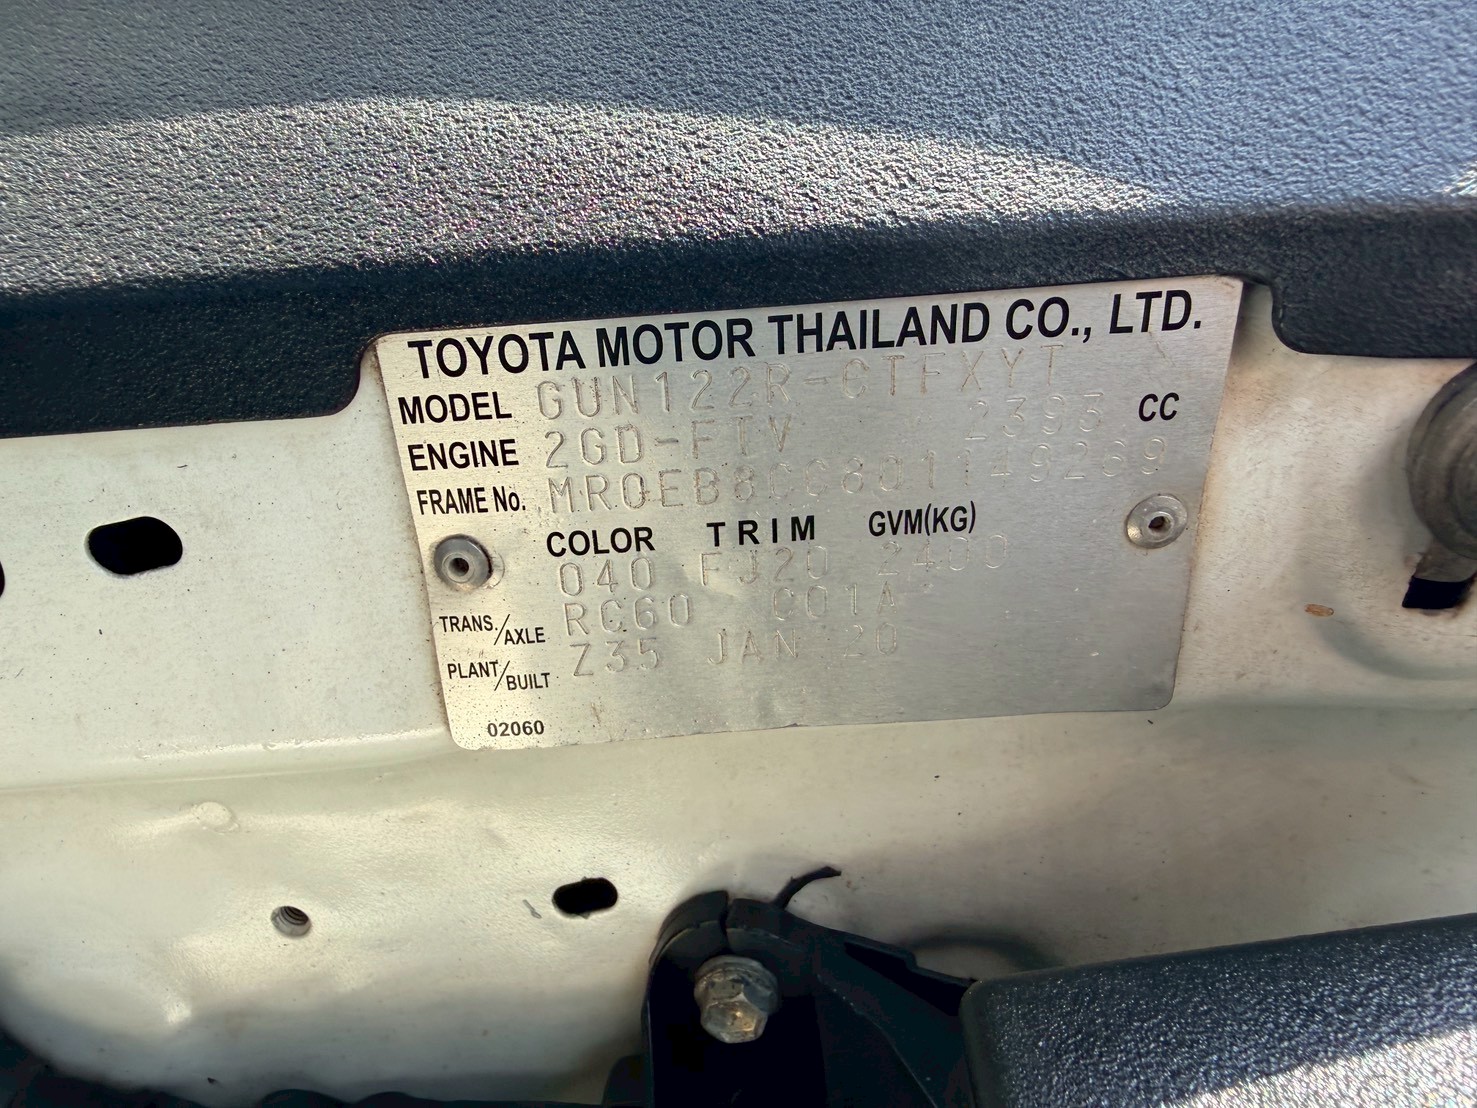 TOYOTA MOTOR THAILAND CO., LTD.
MODEL GUN122R-CTFXYT
ENGINE 2GD-FTV 2393 CC
FRAME No. MR0EB8CC801149269
COLOR TRIM GVM(KG)
040 FJ20 2400
TRANS./AXLE RC60 C01A
PLANT/BUILT Z35 JAN 20
02060